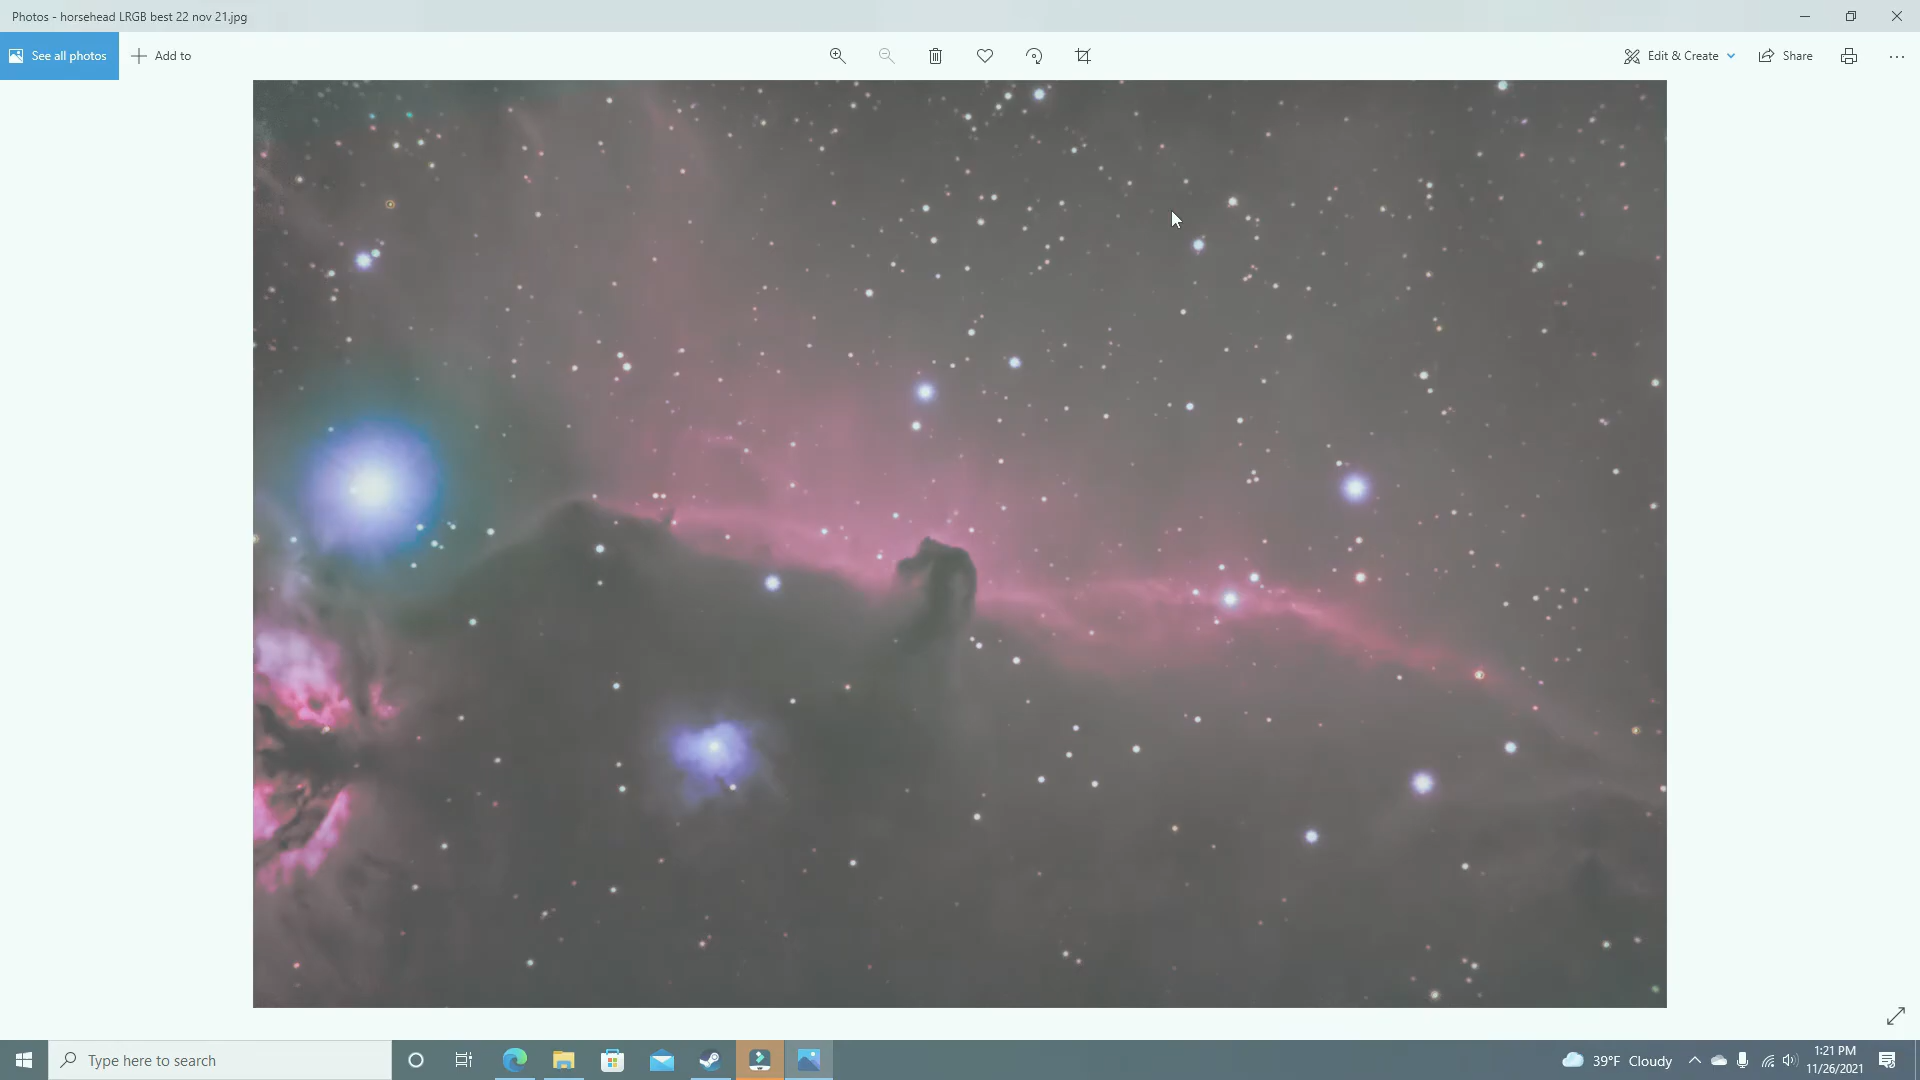 Photos - horsehead LRGB best 22 nov 21.jpg
See all photos
Add to
Edit & Create
Share
Type here to search
39°F Cloudy
1:21 PM
11/26/2021